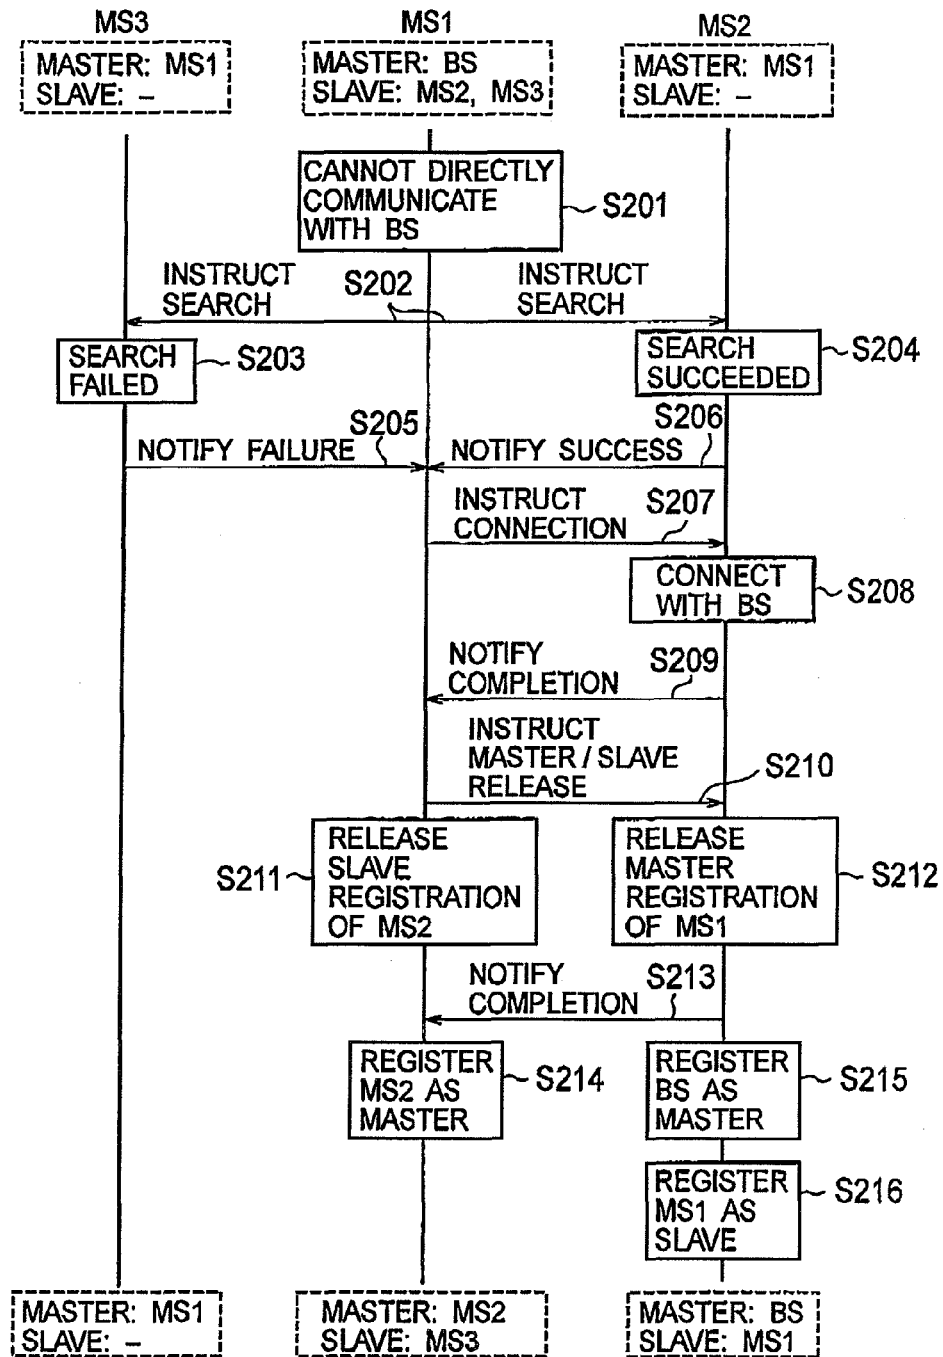 MS3
MS1
MS2
MASTER: MS1
SLAVE: –
MASTER: BS
SLAVE: MS2, MS3
MASTER: MS1
SLAVE: –
CANNOT DIRECTLY
COMMUNICATE
WITH BS
S201
INSTRUCT
SEARCH
S202
INSTRUCT
SEARCH
SEARCH
FAILED
S203
SEARCH
SUCCEEDED
S204
S205
NOTIFY FAILURE
S206
NOTIFY SUCCESS
INSTRUCT
CONNECTION
S207
CONNECT
WITH BS
S208
NOTIFY
COMPLETION
S209
INSTRUCT
MASTER / SLAVE
RELEASE
S210
S211
RELEASE
SLAVE
REGISTRATION
OF MS2
RELEASE
MASTER
REGISTRATION
OF MS1
S212
NOTIFY
COMPLETION
S213
REGISTER
MS2 AS
MASTER
S214
REGISTER
BS AS
MASTER
S215
REGISTER
MS1 AS
SLAVE
S216
MASTER: MS1
SLAVE: –
MASTER: MS2
SLAVE: MS3
MASTER: BS
SLAVE: MS1